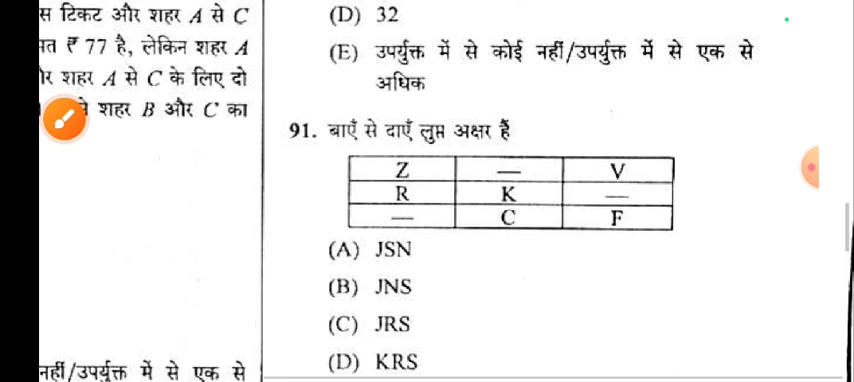 स टिकट और शहर A से C
₹ 77 है, लेकिन शहर A
शहर A से C के लिए दो
शहर B और C का
नहीं/उपर्युक्त में से एक से
(D) 32
(E) उपर्युक्त में से कोई नहीं/उपर्युक्त में से एक से
अधिक
91. बाएँ से दाएँ लुप्त अक्षर हैं
Z — V
R K —
— C F
(A) JSN
(B) JNS
(C) JRS
(D) KRS